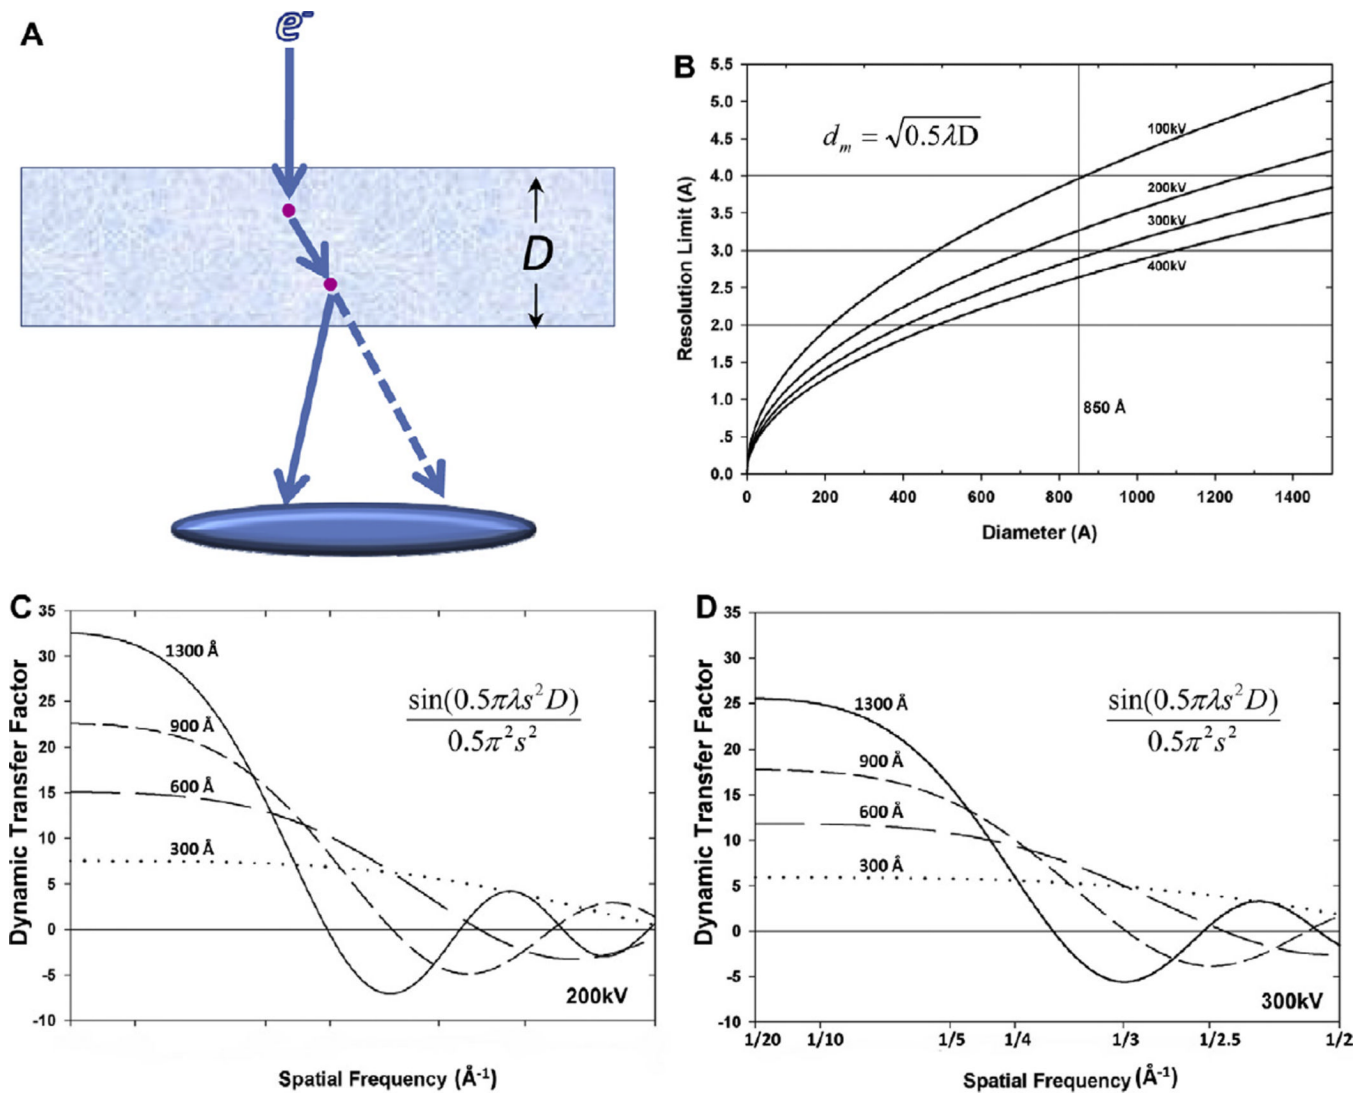 A
e-
D
B
5.5
5.0
4.5
4.0
3.5
3.0
2.5
2.0
1.5
1.0
.5
0.0
Resolution Limit (A)
d_m = √0.5λD
100kV
200kV
300kV
400kV
850 Å
0 200 400 600 800 1000 1200 1400
Diameter (A)
C
35
30
25
20
15
10
5
0
-5
-10
Dynamic Transfer Factor
1300 Å
900 Å
600 Å
300 Å
sin(0.5πλs²D)
0.5π²s²
200kV
Spatial Frequency (Å⁻¹)
D
35
30
25
20
15
10
5
0
-5
-10
Dynamic Transfer Factor
1300 Å
900 Å
600 Å
300 Å
sin(0.5πλs²D)
0.5π²s²
300kV
1/20 1/10 1/5 1/4 1/3 1/2.5 1/2
Spatial Frequency (Å⁻¹)